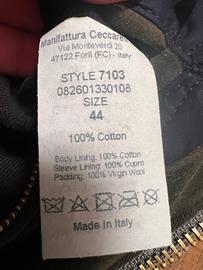 Manifattura Ceccare
Via Monteverdi 20
47122 Forlì (FC) - Italy
STYLE 7103
082601330108
SIZE
44
100% Cotton
Body Lining: 100% Cotton
Sleeve Lining: 100% Cupro
Padding: 100% Virgin Wool
Made in Italy